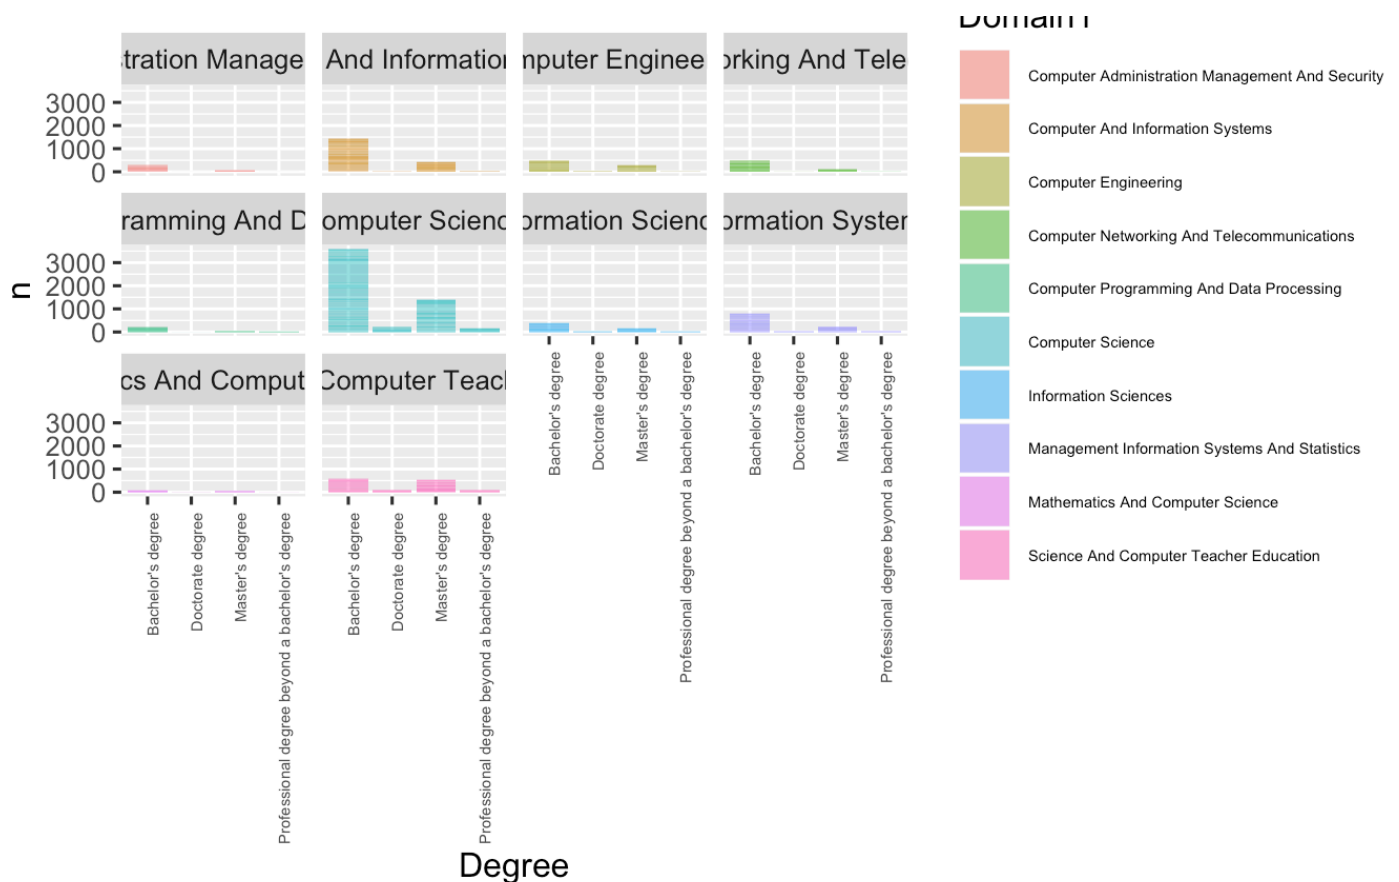 stration Manage And Information mputer Enginee orking And Tele
3000
2000
1000
0
ramming And D omputer Scienc ormation Scienc ormation Syster
3000
2000
1000
0
cs And Comput Computer Teach
3000
2000
1000
0
n
Bachelor's degree
Doctorate degree
Master's degree
Professional degree beyond a bachelor's degree
Bachelor's degree
Doctorate degree
Master's degree
Professional degree beyond a bachelor's degree
Bachelor's degree
Doctorate degree
Master's degree
Professional degree beyond a bachelor's degree
Bachelor's degree
Doctorate degree
Master's degree
Professional degree beyond a bachelor's degree
Degree
Computer Administration Management And Security
Computer And Information Systems
Computer Engineering
Computer Networking And Telecommunications
Computer Programming And Data Processing
Computer Science
Information Sciences
Management Information Systems And Statistics
Mathematics And Computer Science
Science And Computer Teacher Education